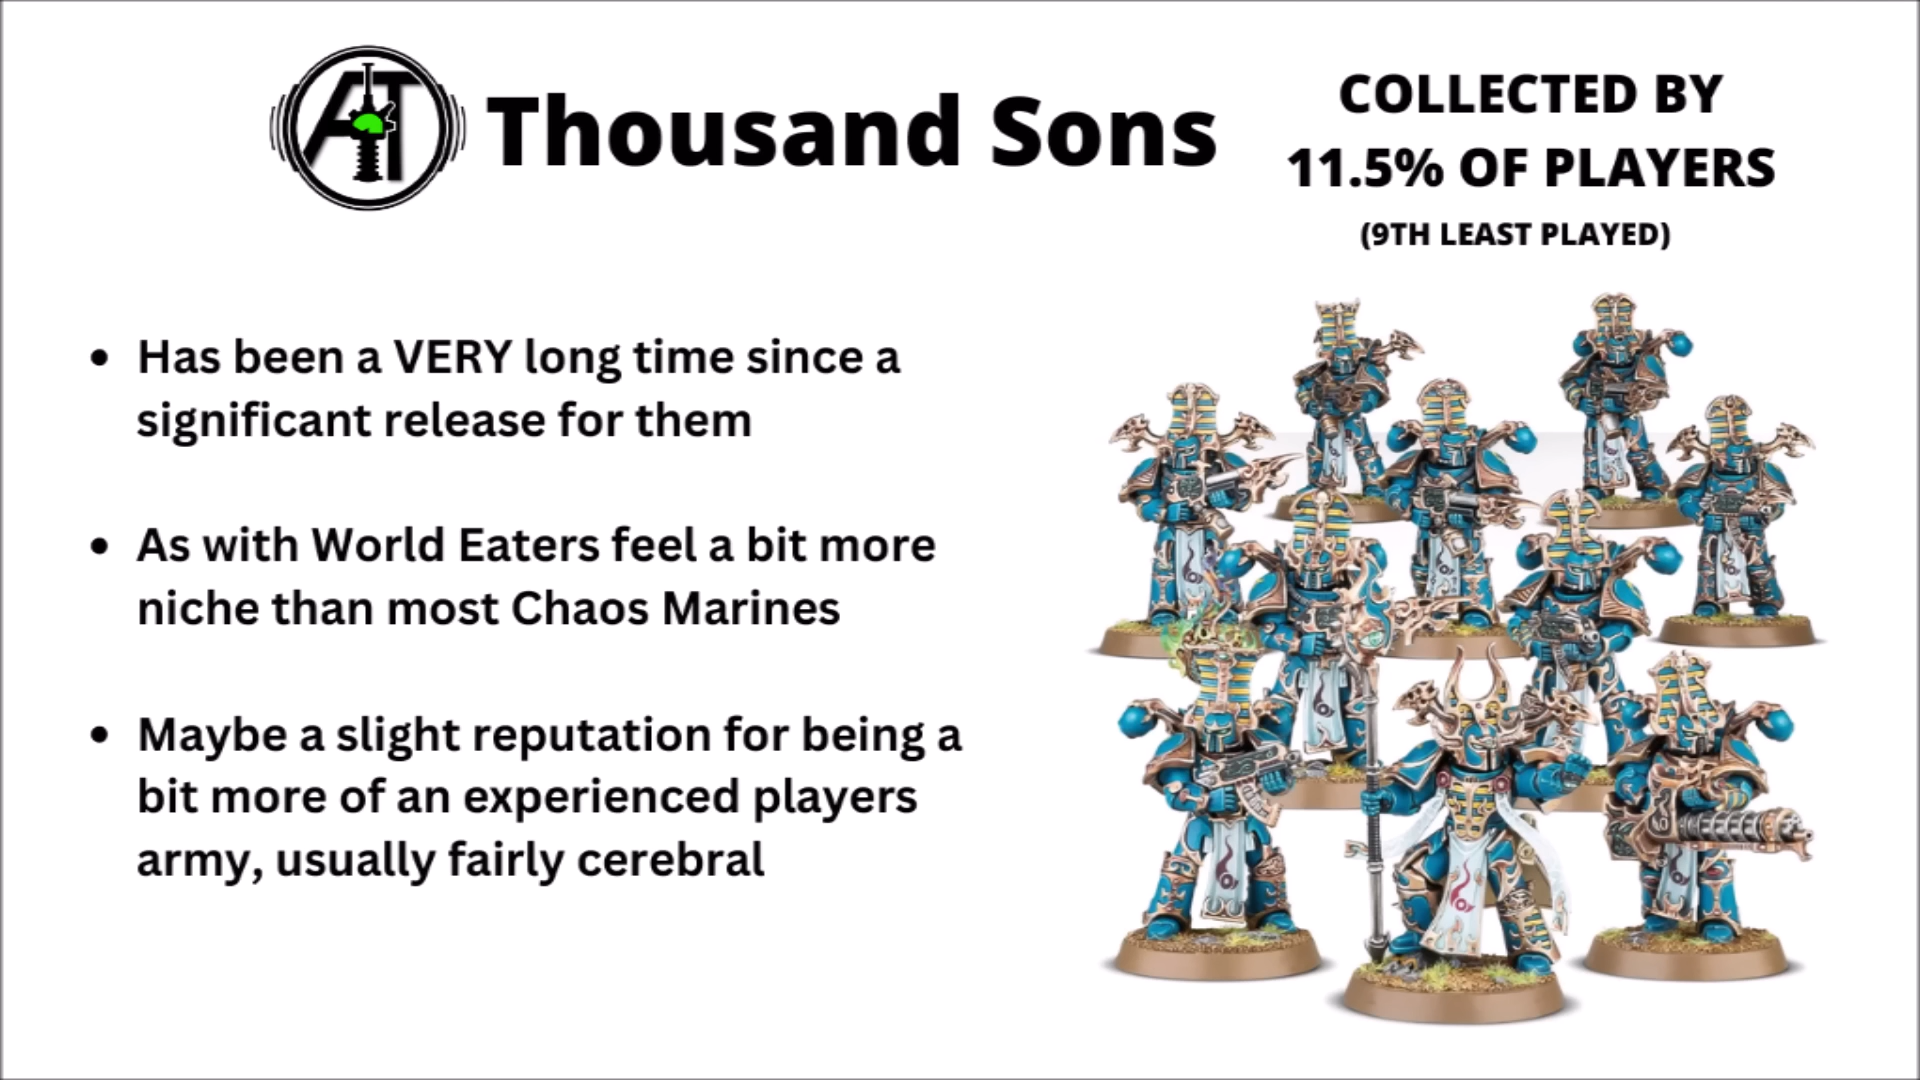 AT
Thousand Sons
COLLECTED BY
11.5% OF PLAYERS
(9TH LEAST PLAYED)
• Has been a VERY long time since a
significant release for them
• As with World Eaters feel a bit more
niche than most Chaos Marines
• Maybe a slight reputation for being a
bit more of an experienced players
army, usually fairly cerebral